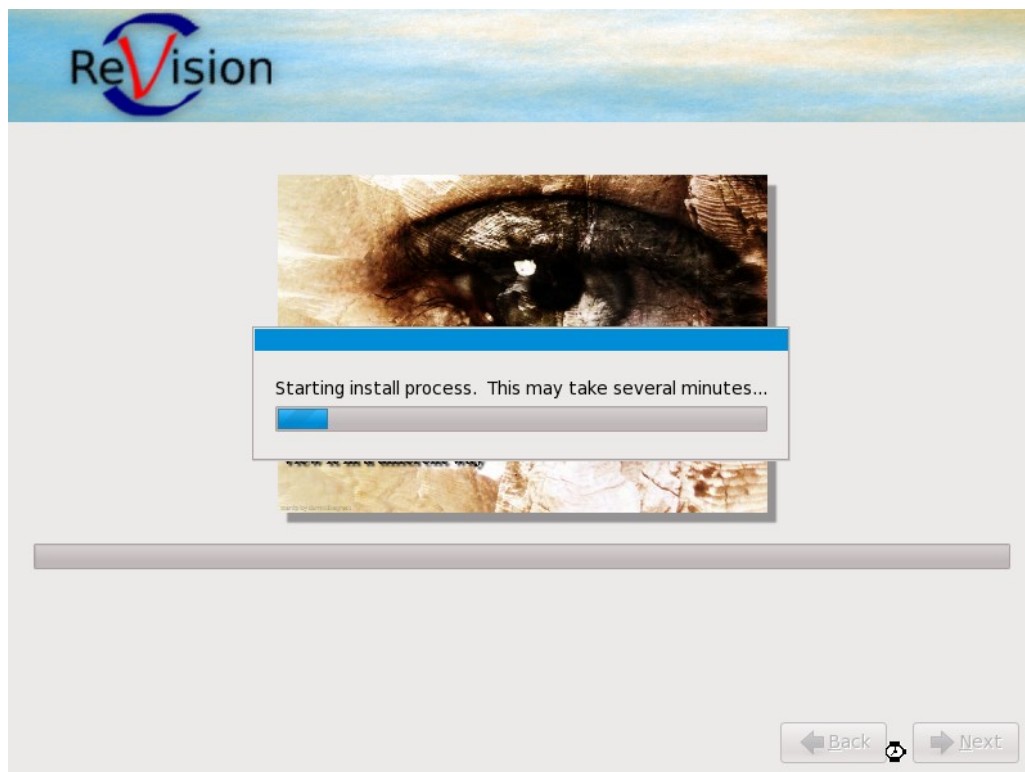 ReVision
Starting install process.  This may take several minutes...
Back
Next